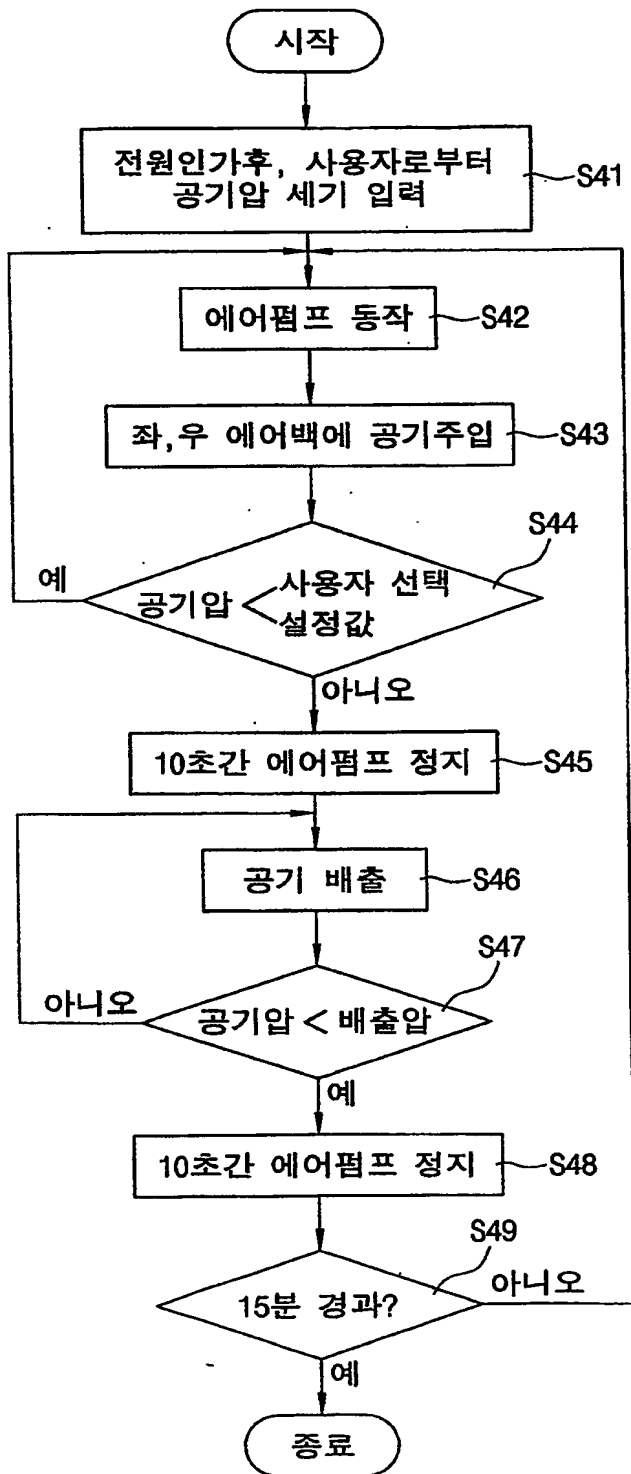 시작
전원인가후, 사용자로부터
공기압 세기 입력
S41
에어펌프 동작
S42
좌,우 에어백에 공기주입
S43
S44
예
공기압 < 사용자 선택
설정값
아니오
10초간 에어펌프 정지
S45
공기 배출
S46
S47
아니오
공기압 < 배출압
예
10초간 에어펌프 정지
S48
S49
15분 경과?
아니오
예
종료